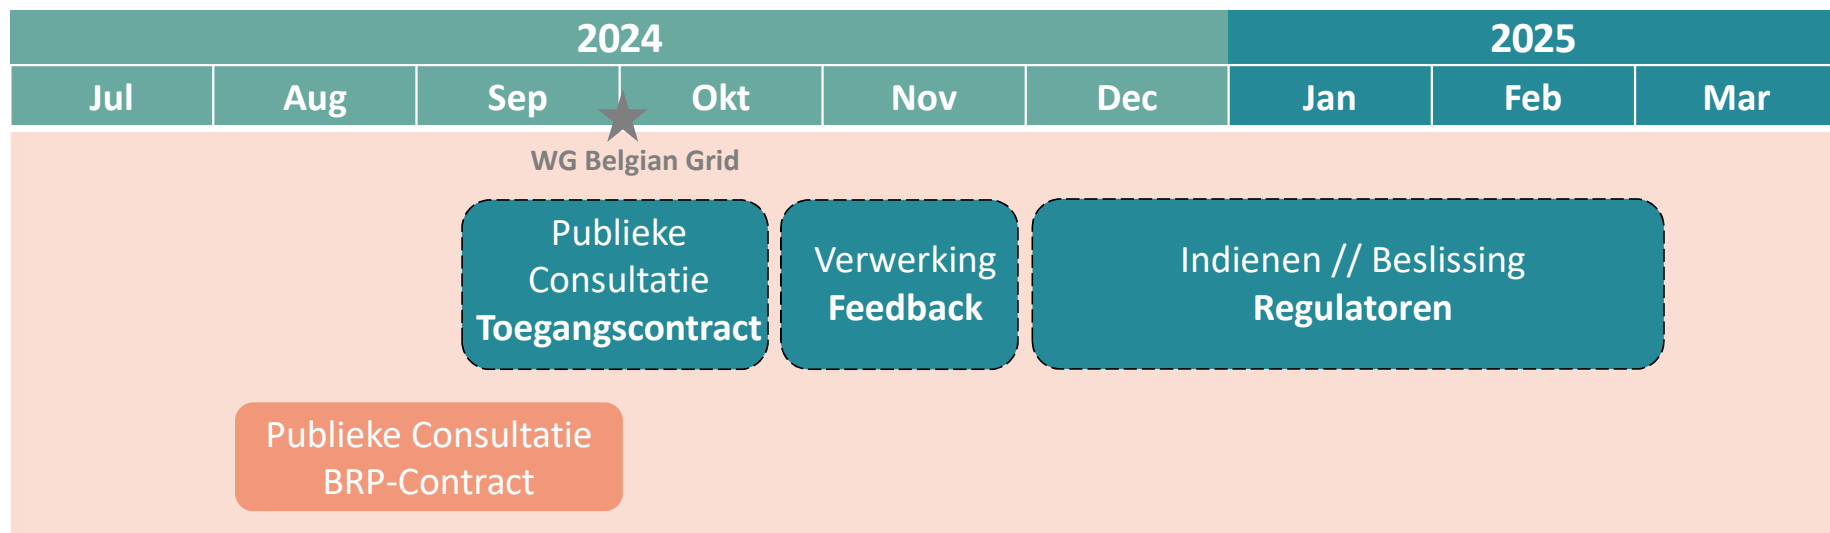 2024 2025
Jul Aug Sep Okt Nov Dec Jan Feb Mar
WG Belgian Grid
Publieke
Consultatie
Toegangscontract
Verwerking
Feedback
Indienen // Beslissing
Regulatoren
Publieke Consultatie
BRP-Contract